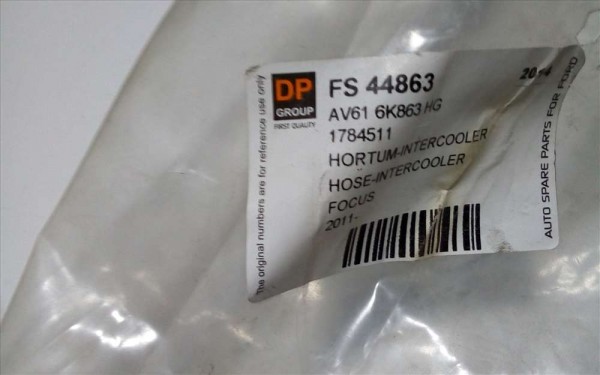 The original numbers are for reference use only
DP
GROUP
FIRST QUALITY
FS 44863
AV61 6K863 HG
1784511
HORTUM-INTERCOOLER
HOSE-INTERCOOLER
FOCUS
2011-
2014
AUTO SPARE PARTS FOR FORD